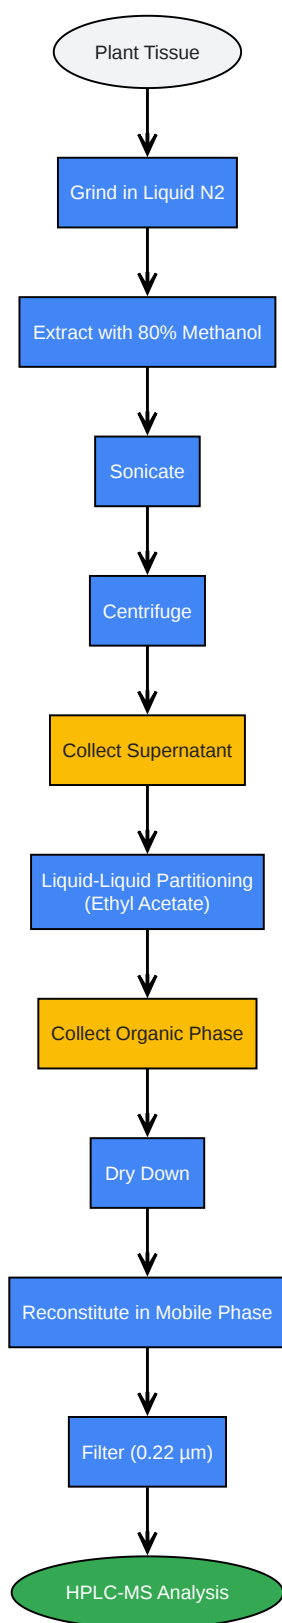 Plant Tissue
Grind in Liquid N2
Extract with 80% Methanol
Sonicate
Centrifuge
Collect Supernatant
Liquid-Liquid Partitioning
(Ethyl Acetate)
Collect Organic Phase
Dry Down
Reconstitute in Mobile Phase
Filter (0.22 µm)
HPLC-MS Analysis